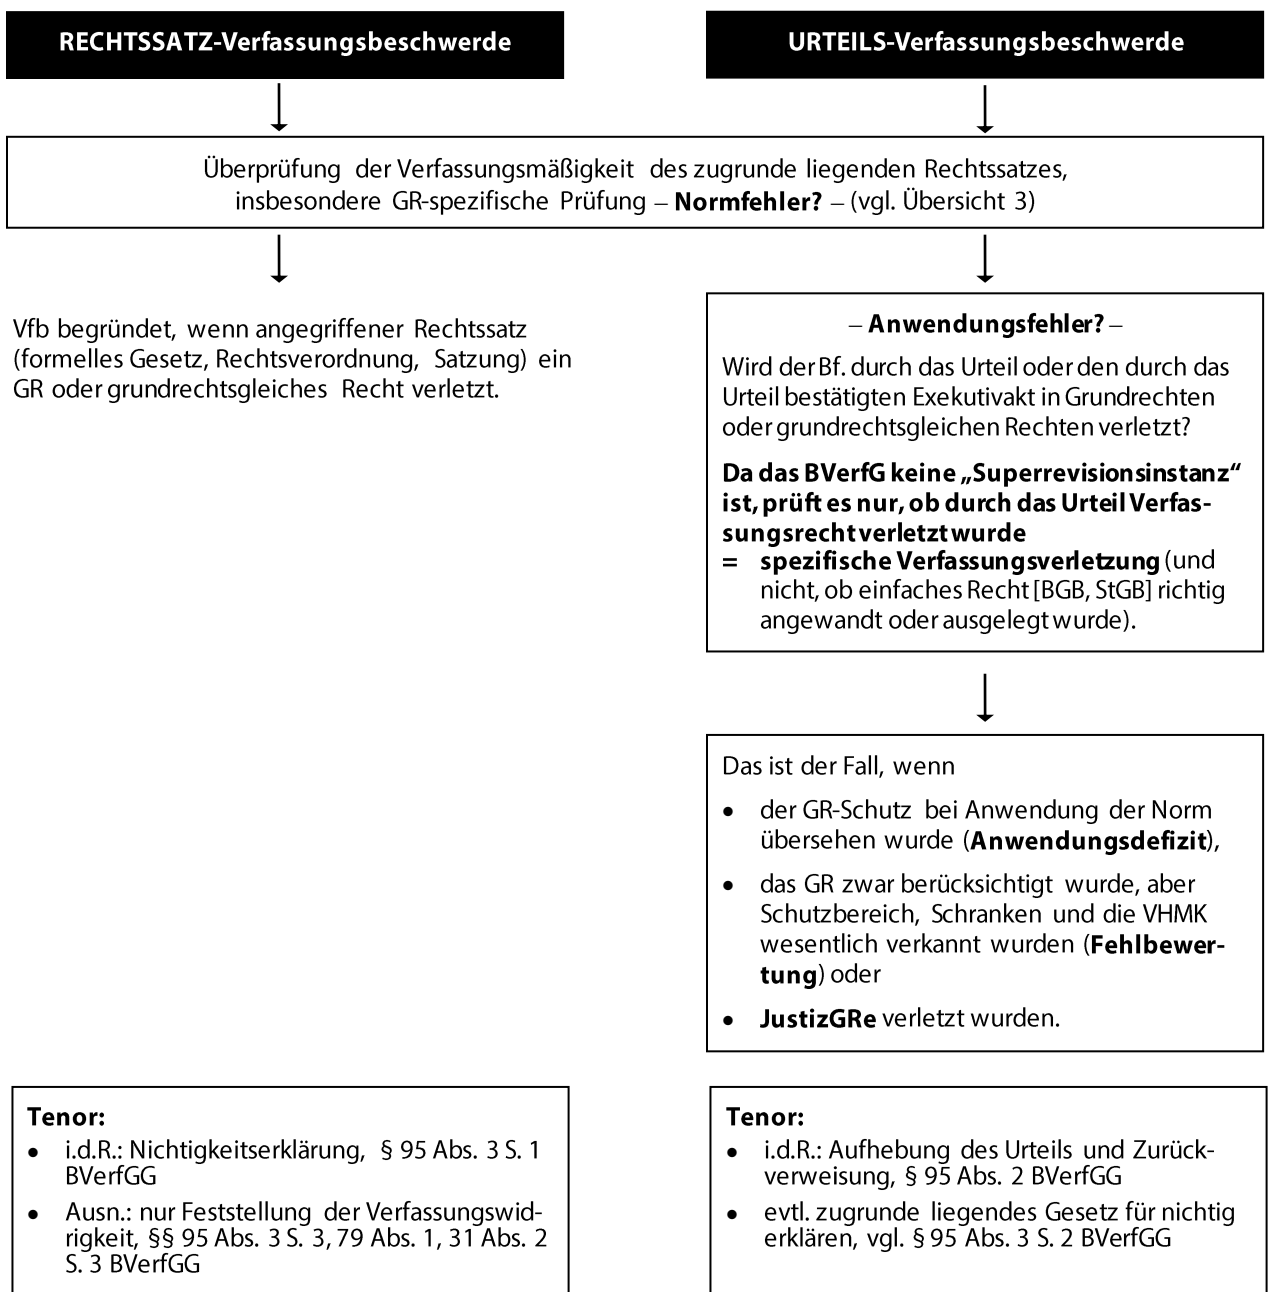 RECHTSSATZ-Verfassungsbeschwerde
URTEILS-Verfassungsbeschwerde
Überprüfung der Verfassungsmäßigkeit des zugrunde liegenden Rechtssatzes,
insbesondere GR-spezifische Prüfung – Normfehler? – (vgl. Übersicht 3)
Vfb begründet, wenn angegriffener Rechtssatz
(formelles Gesetz, Rechtsverordnung, Satzung) ein
GR oder grundrechtsgleiches Recht verletzt.
– Anwendungsfehler? –
Wird der Bf. durch das Urteil oder den durch das
Urteil bestätigten Exekutivakt in Grundrechten
oder grundrechtsgleichen Rechten verletzt?
Da das BVerfG keine „Superrevisionsinstanz“
ist, prüft es nur, ob durch das Urteil Verfas-
sungsrecht verletzt wurde
= spezifische Verfassungsverletzung (und
nicht, ob einfaches Recht [BGB, StGB] richtig
angewandt oder ausgelegt wurde).
Das ist der Fall, wenn
• der GR-Schutz bei Anwendung der Norm
übersehen wurde (Anwendungsdefizit),
• das GR zwar berücksichtigt wurde, aber
Schutzbereich, Schranken und die VHMK
wesentlich verkannt wurden (Fehlbewer-
tung) oder
• JustizGRe verletzt wurden.
Tenor:
• i.d.R.: Nichtigkeitserklärung, § 95 Abs. 3 S. 1
BVerfGG
• Ausn.: nur Feststellung der Verfassungswid-
rigkeit, §§ 95 Abs. 3 S. 3, 79 Abs. 1, 31 Abs. 2
S. 3 BVerfGG
Tenor:
• i.d.R.: Aufhebung des Urteils und Zurück-
verweisung, § 95 Abs. 2 BVerfGG
• evtl. zugrunde liegendes Gesetz für nichtig
erklären, vgl. § 95 Abs. 3 S. 2 BVerfGG